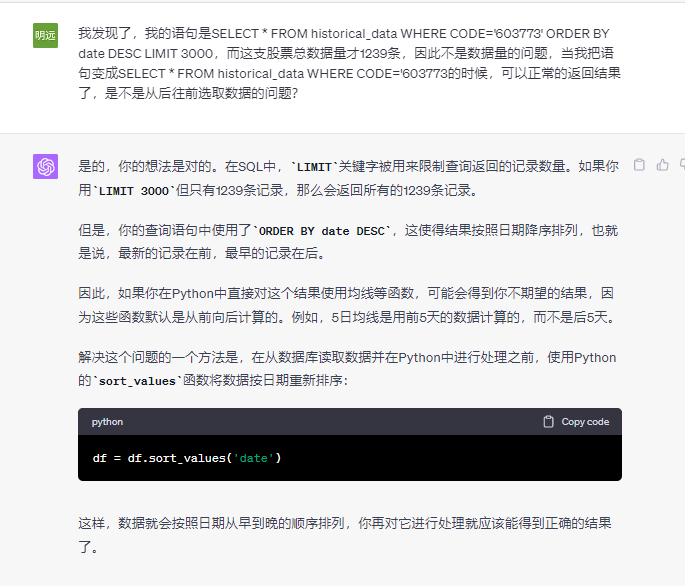 明远
我发现了，我的语句是SELECT * FROM historical_data WHERE CODE='603773' ORDER BY
date DESC LIMIT 3000，而这支股票总数据量才1239条，因此不是数据量的问题，当我把语
句变成SELECT * FROM historical_data WHERE CODE='603773的时候，可以正常的返回结果
了，是不是从后往前选取数据的问题？
是的，你的想法是对的。在SQL中，`LIMIT`关键字被用来限制查询返回的记录数量。如果你
用`LIMIT 3000`但只有1239条记录，那么会返回所有的1239条记录。
但是，你的查询语句中使用了`ORDER BY date DESC`，这使得结果按照日期降序排列，也就
是说，最新的记录在前，最早的记录在后。
因此，如果你在Python中直接对这个结果使用均线等函数，可能会得到你不期望的结果，因
为这些函数默认是从前向后计算的。例如，5日均线是用前5天的数据计算的，而不是后5天。
解决这个问题的一个方法是，在从数据库读取数据并在Python中进行处理之前，使用Python
的`sort_values`函数将数据按日期重新排序：
python
Copy code
df = df.sort_values('date')
这样，数据就会按照日期从早到晚的顺序排列，你再对它进行处理就应该能得到正确的结果
了。